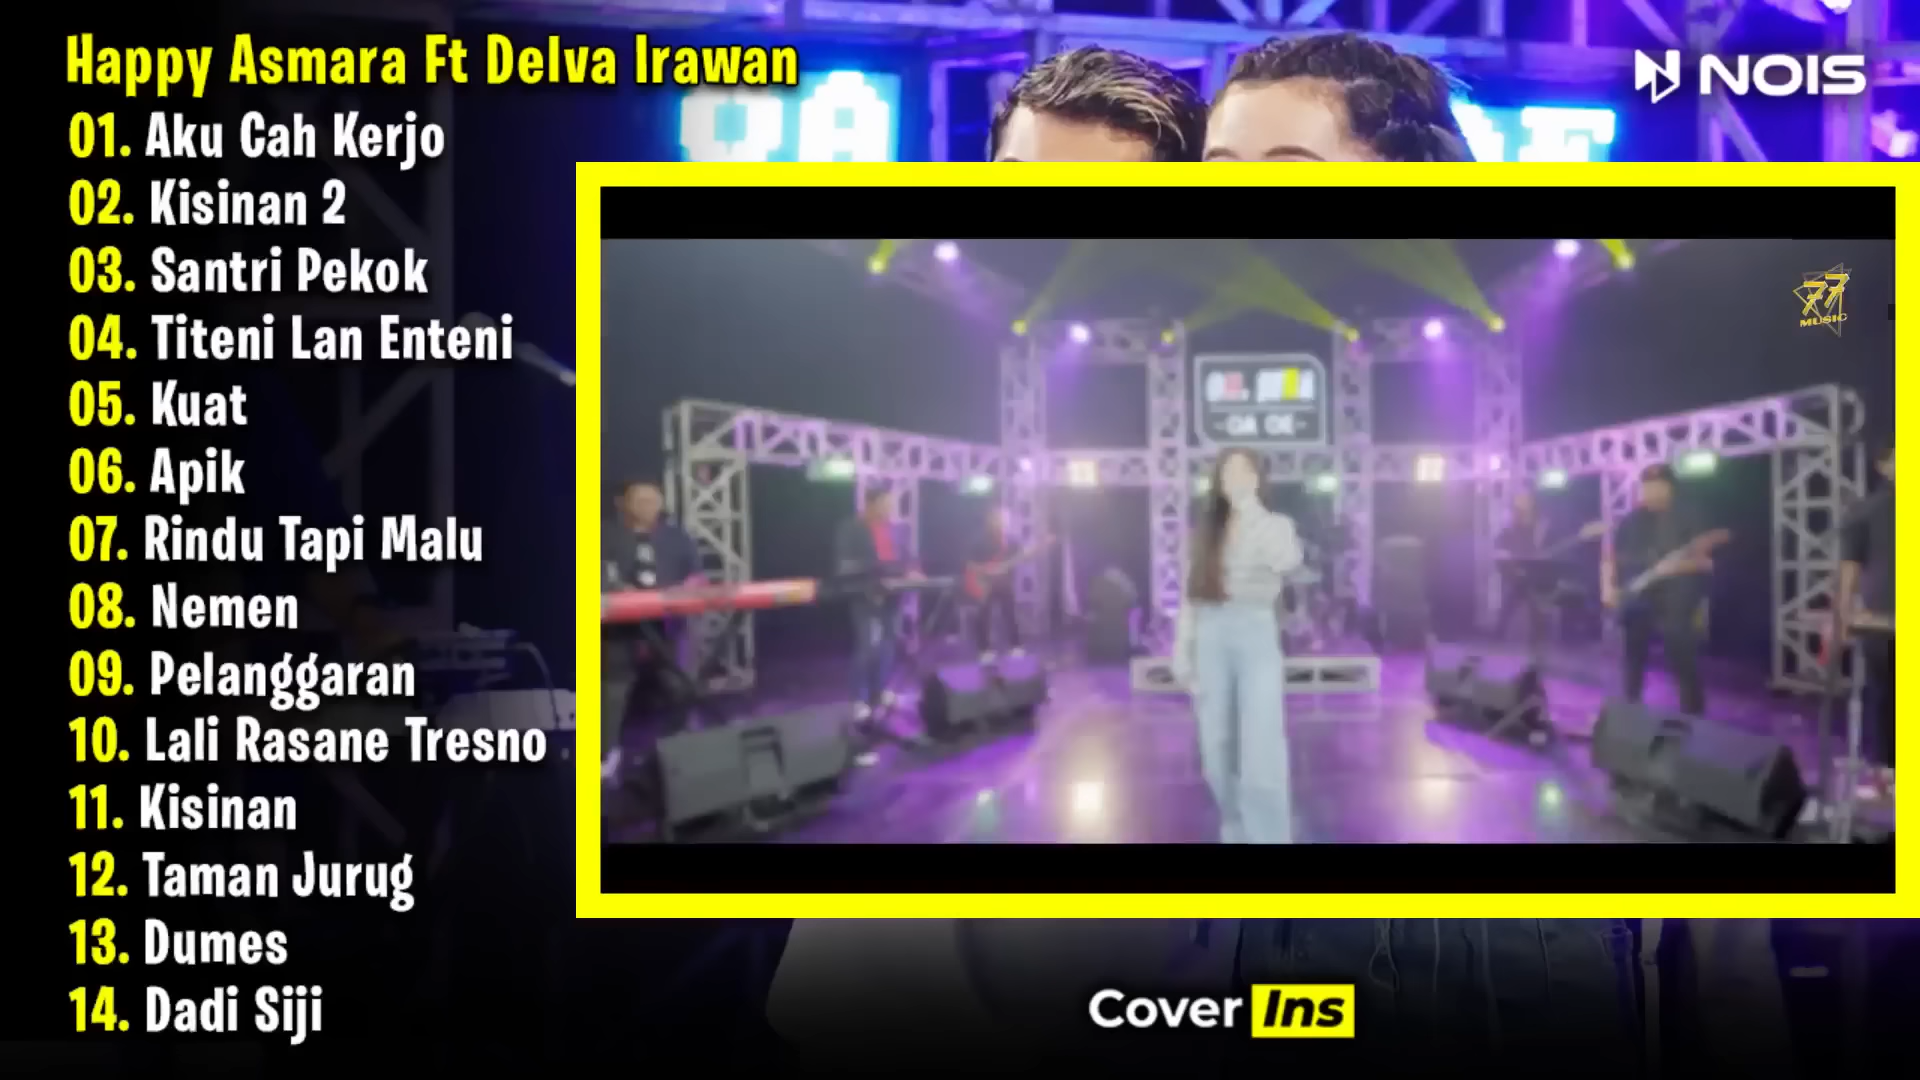 Happy Asmara Ft Delva Irawan
01. Aku Cah Kerjo
02. Kisinan 2
03. Santri Pekok
04. Titeni Lan Enteni
05. Kuat
06. Apik
07. Rindu Tapi Malu
08. Nemen
09. Pelanggaran
10. Lali Rasane Tresno
11. Kisinan
12. Taman Jurug
13. Dumes
14. Dadi Siji
NOIS
77
MUSIC
Cover Ins